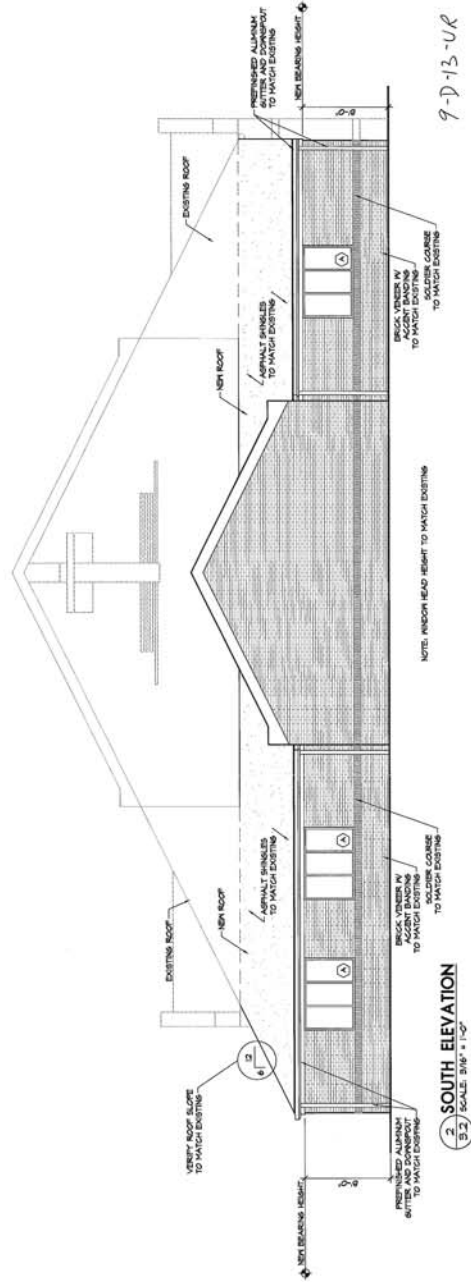 EXISTING ROOF
VERIFY ROOF SLOPE
TO MATCH EXISTING
6
12
NEW ROOF
ASPHALT SHINGLES
TO MATCH EXISTING
NEW BEARING HEIGHT
PREFINISHED ALUMINUM
GUTTER AND DOWNSPOUT
TO MATCH EXISTING
A
A
BRICK VENEER W/
ACCENT BANDING
TO MATCH EXISTING
SOLDIER COURSE
TO MATCH EXISTING
2
B.2
SOUTH ELEVATION
SCALE: 3/16" = 1'-0"
NOTE: WINDOW HEAD HEIGHT TO MATCH EXISTING
EXISTING ROOF
NEW ROOF
ASPHALT SHINGLES
TO MATCH EXISTING
PREFINISHED ALUMINUM
GUTTER AND DOWNSPOUT
TO MATCH EXISTING
NEW BEARING HEIGHT
A
BRICK VENEER W/
ACCENT BANDING
TO MATCH EXISTING
SOLDIER COURSE
TO MATCH EXISTING
9-D-13-UR